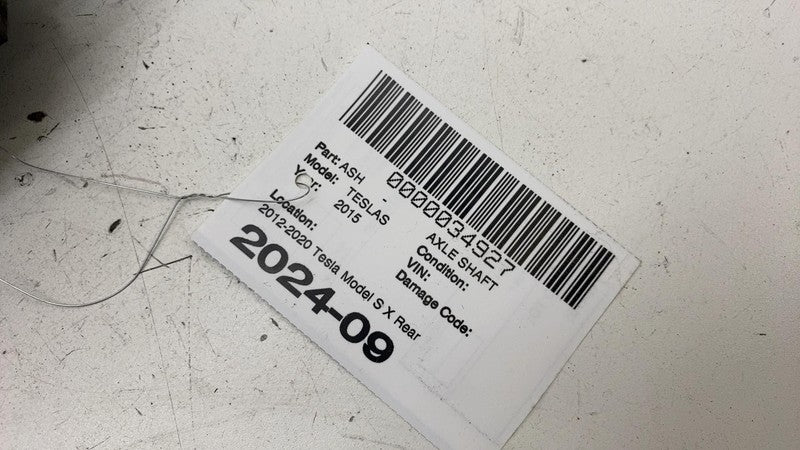 0000034927
Part: ASH - AXLE SHAFT
Model: TESLAS Condition:
Year: 2015 VIN:
Location: Damage Code:
2012-2020 Tesla Model S X Rear
2024-09